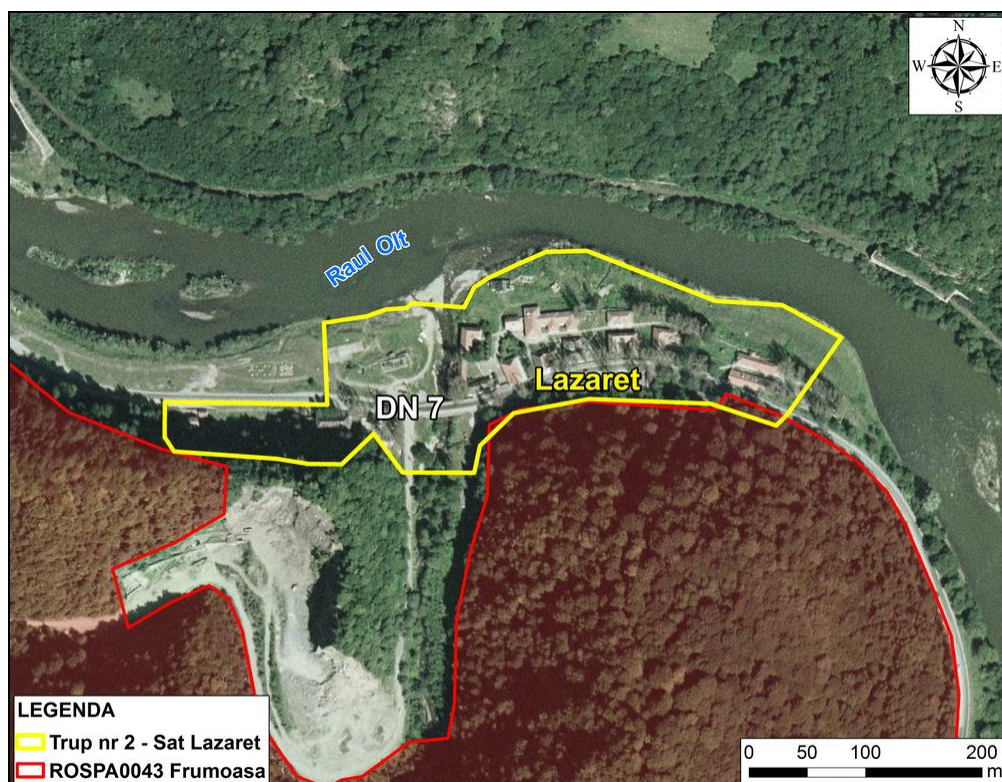 N
W E
S
Raul Olt
Lazaret
DN 7
LEGENDA
Trup nr 2 - Sat Lazaret
ROSPA0043 Frumoasa
0 50 100 200
m